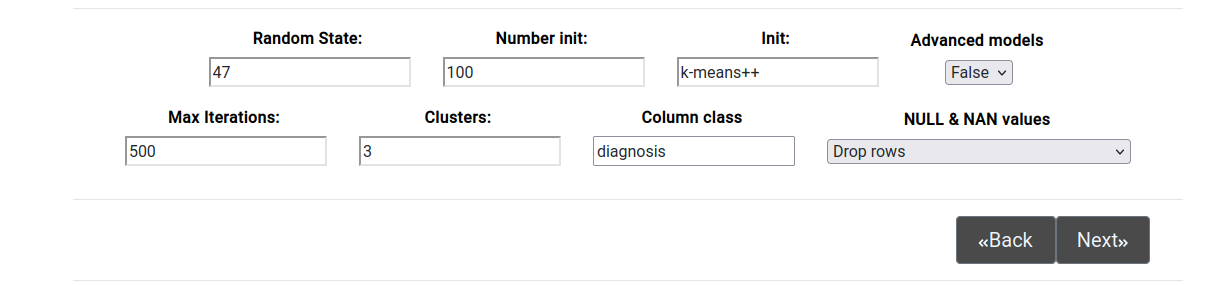 Random State: Number init: Init: Advanced models
47 100 k-means++ False
Max Iterations: Clusters: Column class NULL & NAN values
500 3 diagnosis Drop rows
«Back Next»